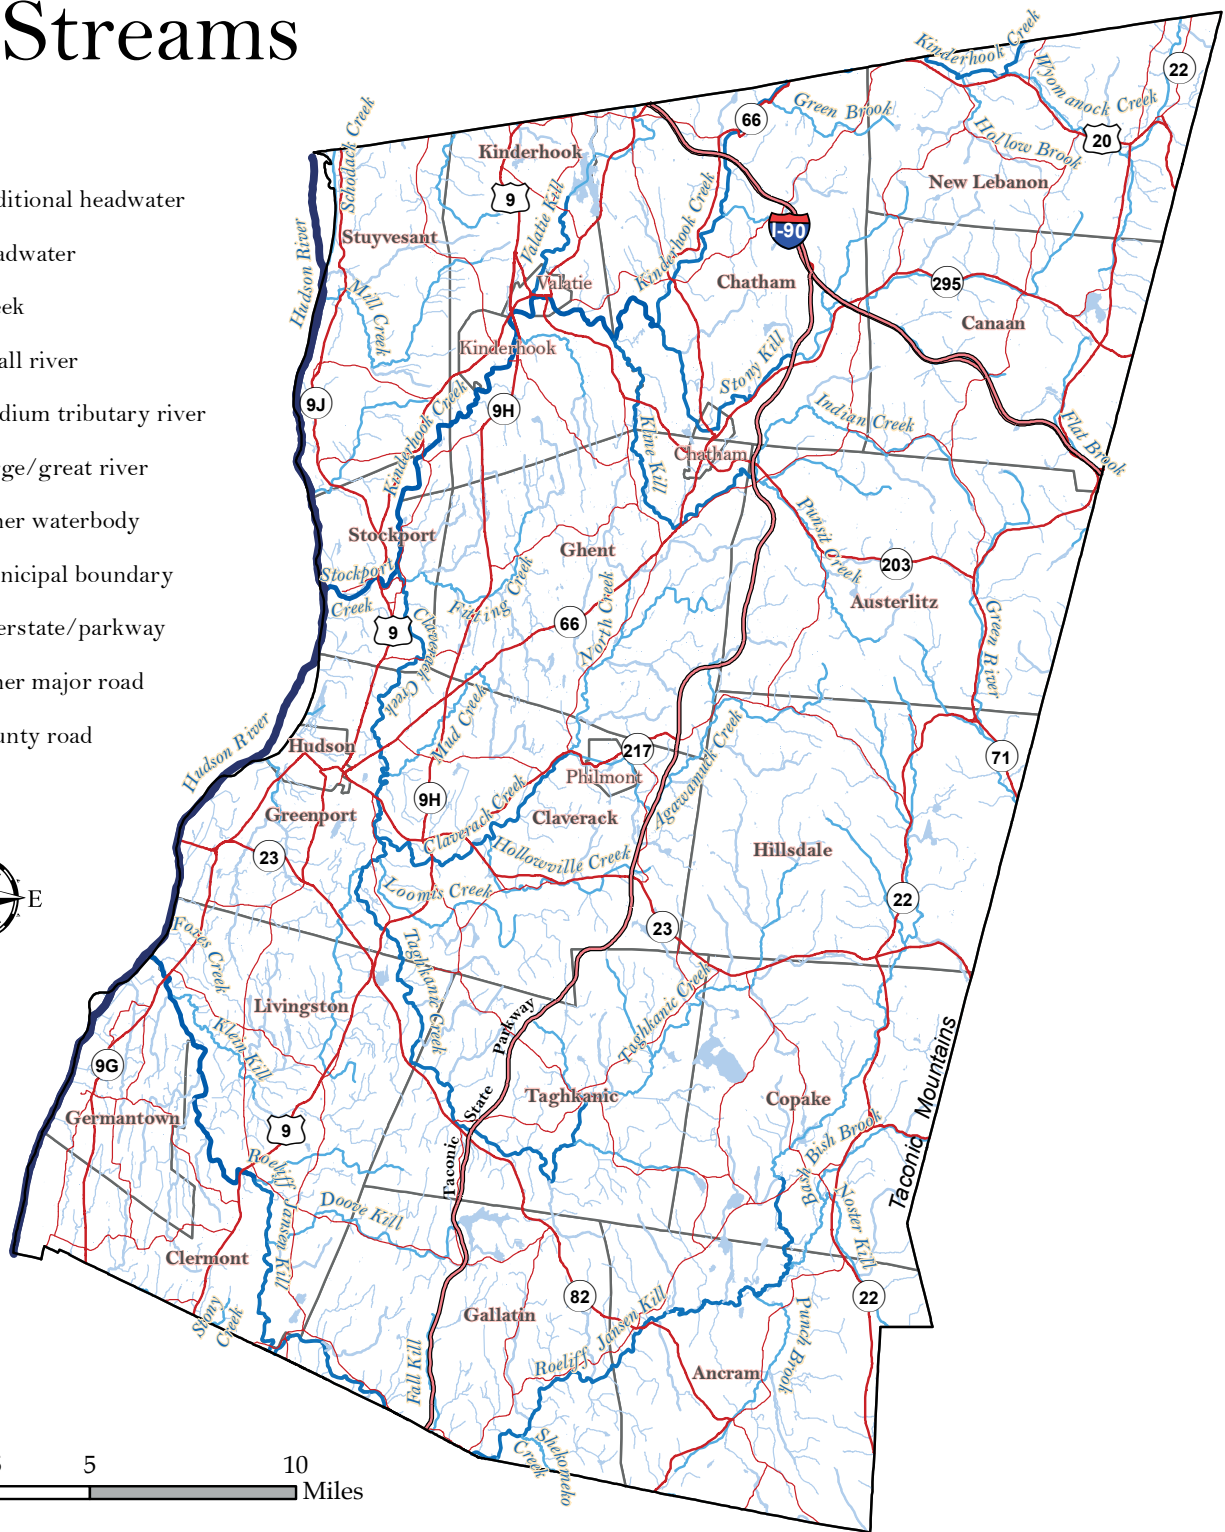 Streams
ditional headwater
adwater
eek
all river
dium tributary river
rge/great river
her waterbody
unicipal boundary
erstate/parkway
her major road
unty road
E
5
10
Miles
Kinderhook Creek
Wyomanock Creek
22
20
Hollow Brook
New Lebanon
Green Brook
66
Schodack Creek
Kinderhook
9
Valatie Kill
Kinderhook Creek
I-90
Stuyvesant
Hudson River
Mill Creek
Valatie
Chatham
295
Canaan
Kinderhook
Stony Kill
9J
9H
Kinderhook Creek
Kline Kill
Indian Creek
Flat Brook
Chatham
Stockport
Ghent
Punsit Creek
203
Austerlitz
Stockport
Creek
9
Claverack Creek
Fitting Creek
66
North Creek
Green River
Hudson River
Hudson
Mud Creek
217
Philmont
Agawamuck Creek
71
9H
Greenport
Claverack Creek
Claverack
Hillsdale
23
Hollowville Creek
Loomis Creek
22
23
Foxes Creek
Taghkanic Creek
Taghkanic Creek
Livingston
Klein Kill
Taconic State Parkway
9G
Taghkanic
Copake
Taconic Mountains
Germantown
9
Bash Bish Brook
Roeliff Jansen Kill
Doove Kill
Noster Kill
Clermont
Stony
Creek
Gallatin
82
22
Fall Kill
Roeliff Jansen Kill
Punch Brook
Ancram
Shekomeko
Creek